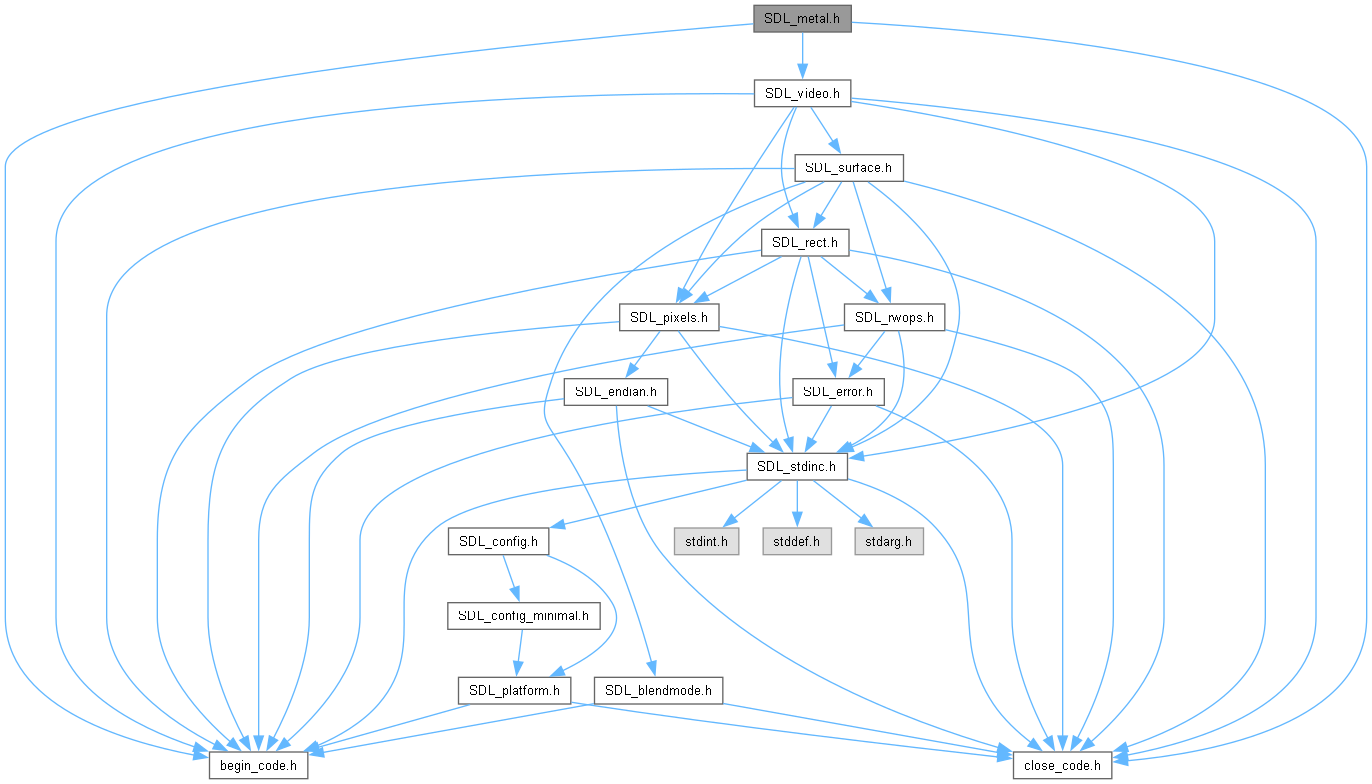 SDL_metal.h
SDL_video.h
SDL_surface.h
SDL_rect.h
SDL_pixels.h
SDL_rwops.h
SDL_endian.h
SDL_error.h
SDL_stdinc.h
SDL_config.h
stdint.h
stddef.h
stdarg.h
SDL_config_minimal.h
SDL_platform.h
SDL_blendmode.h
begin_code.h
close_code.h